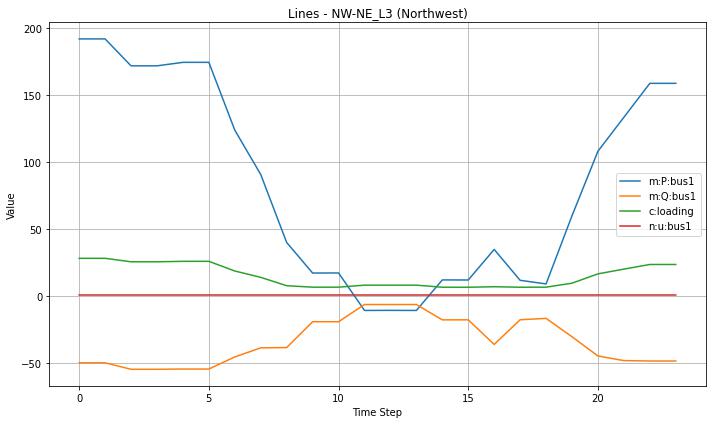 Lines - NW-NE_L3 (Northwest)
200
150
100
50
0
−50
Value
m:P:bus1
m:Q:bus1
c:loading
n:u:bus1
0
5
10
15
20
Time Step